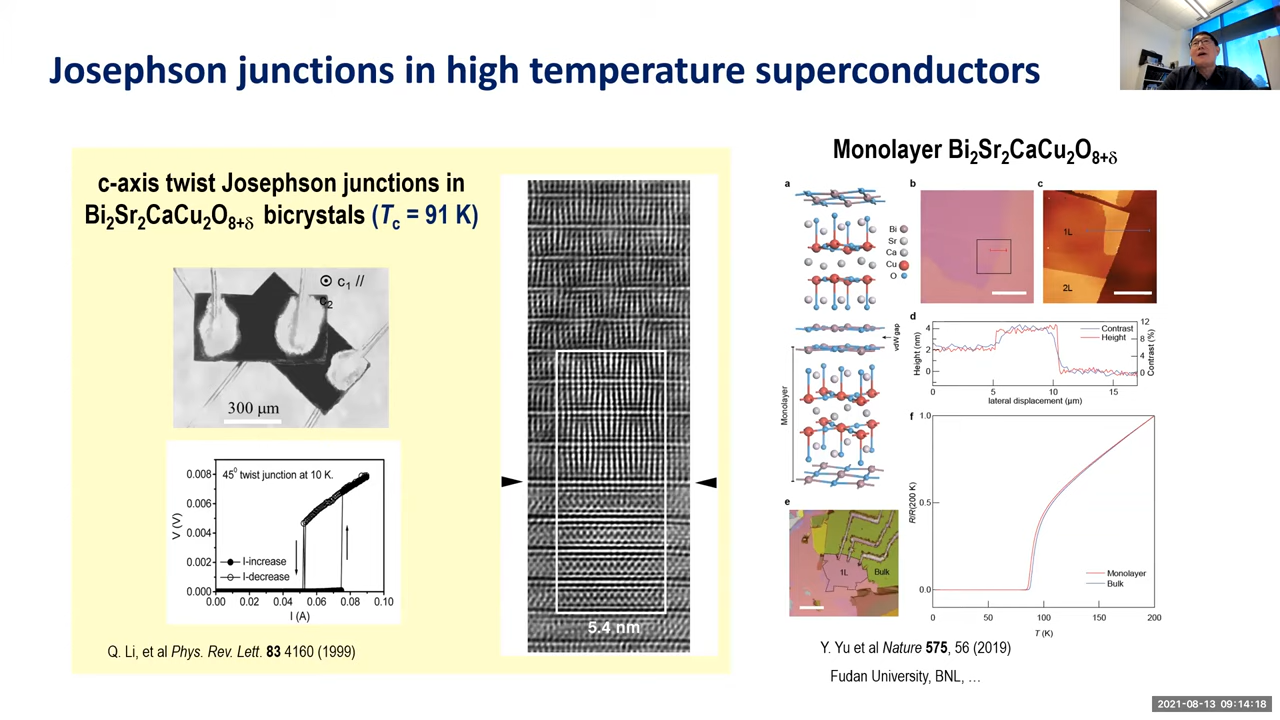 Josephson junctions in high temperature superconductors
c-axis twist Josephson junctions in
Bi₂Sr₂CaCu₂O₈₊δ bicrystals (Tc = 91 K)
⊙ c₁ //
c₂
300 µm
45⁰ twist junction at 10 K.
0.008
0.006
0.004
0.002
0.000
V (V)
I-increase
I-decrease
0.00 0.02 0.04 0.06 0.08 0.10
I (A)
5.4 nm
Q. Li, et al Phys. Rev. Lett. 83 4160 (1999)
Monolayer Bi₂Sr₂CaCu₂O₈₊δ
a
Bi
Sr
Ca
Cu
O
vdW gap
Monolayer
b
c
1L
2L
d
Height (nm)
4
2
0
Contrast
Height
12
8
4
0
Contrast (%)
0 5 10 15
lateral displacement (µm)
e
1L
Bulk
f
R/R(200 K)
1.0
0.5
0.0
Monolayer
Bulk
0 50 100 150 200
T (K)
Y. Yu et al Nature 575, 56 (2019)
Fudan University, BNL, …
2021-08-13 09:14:18